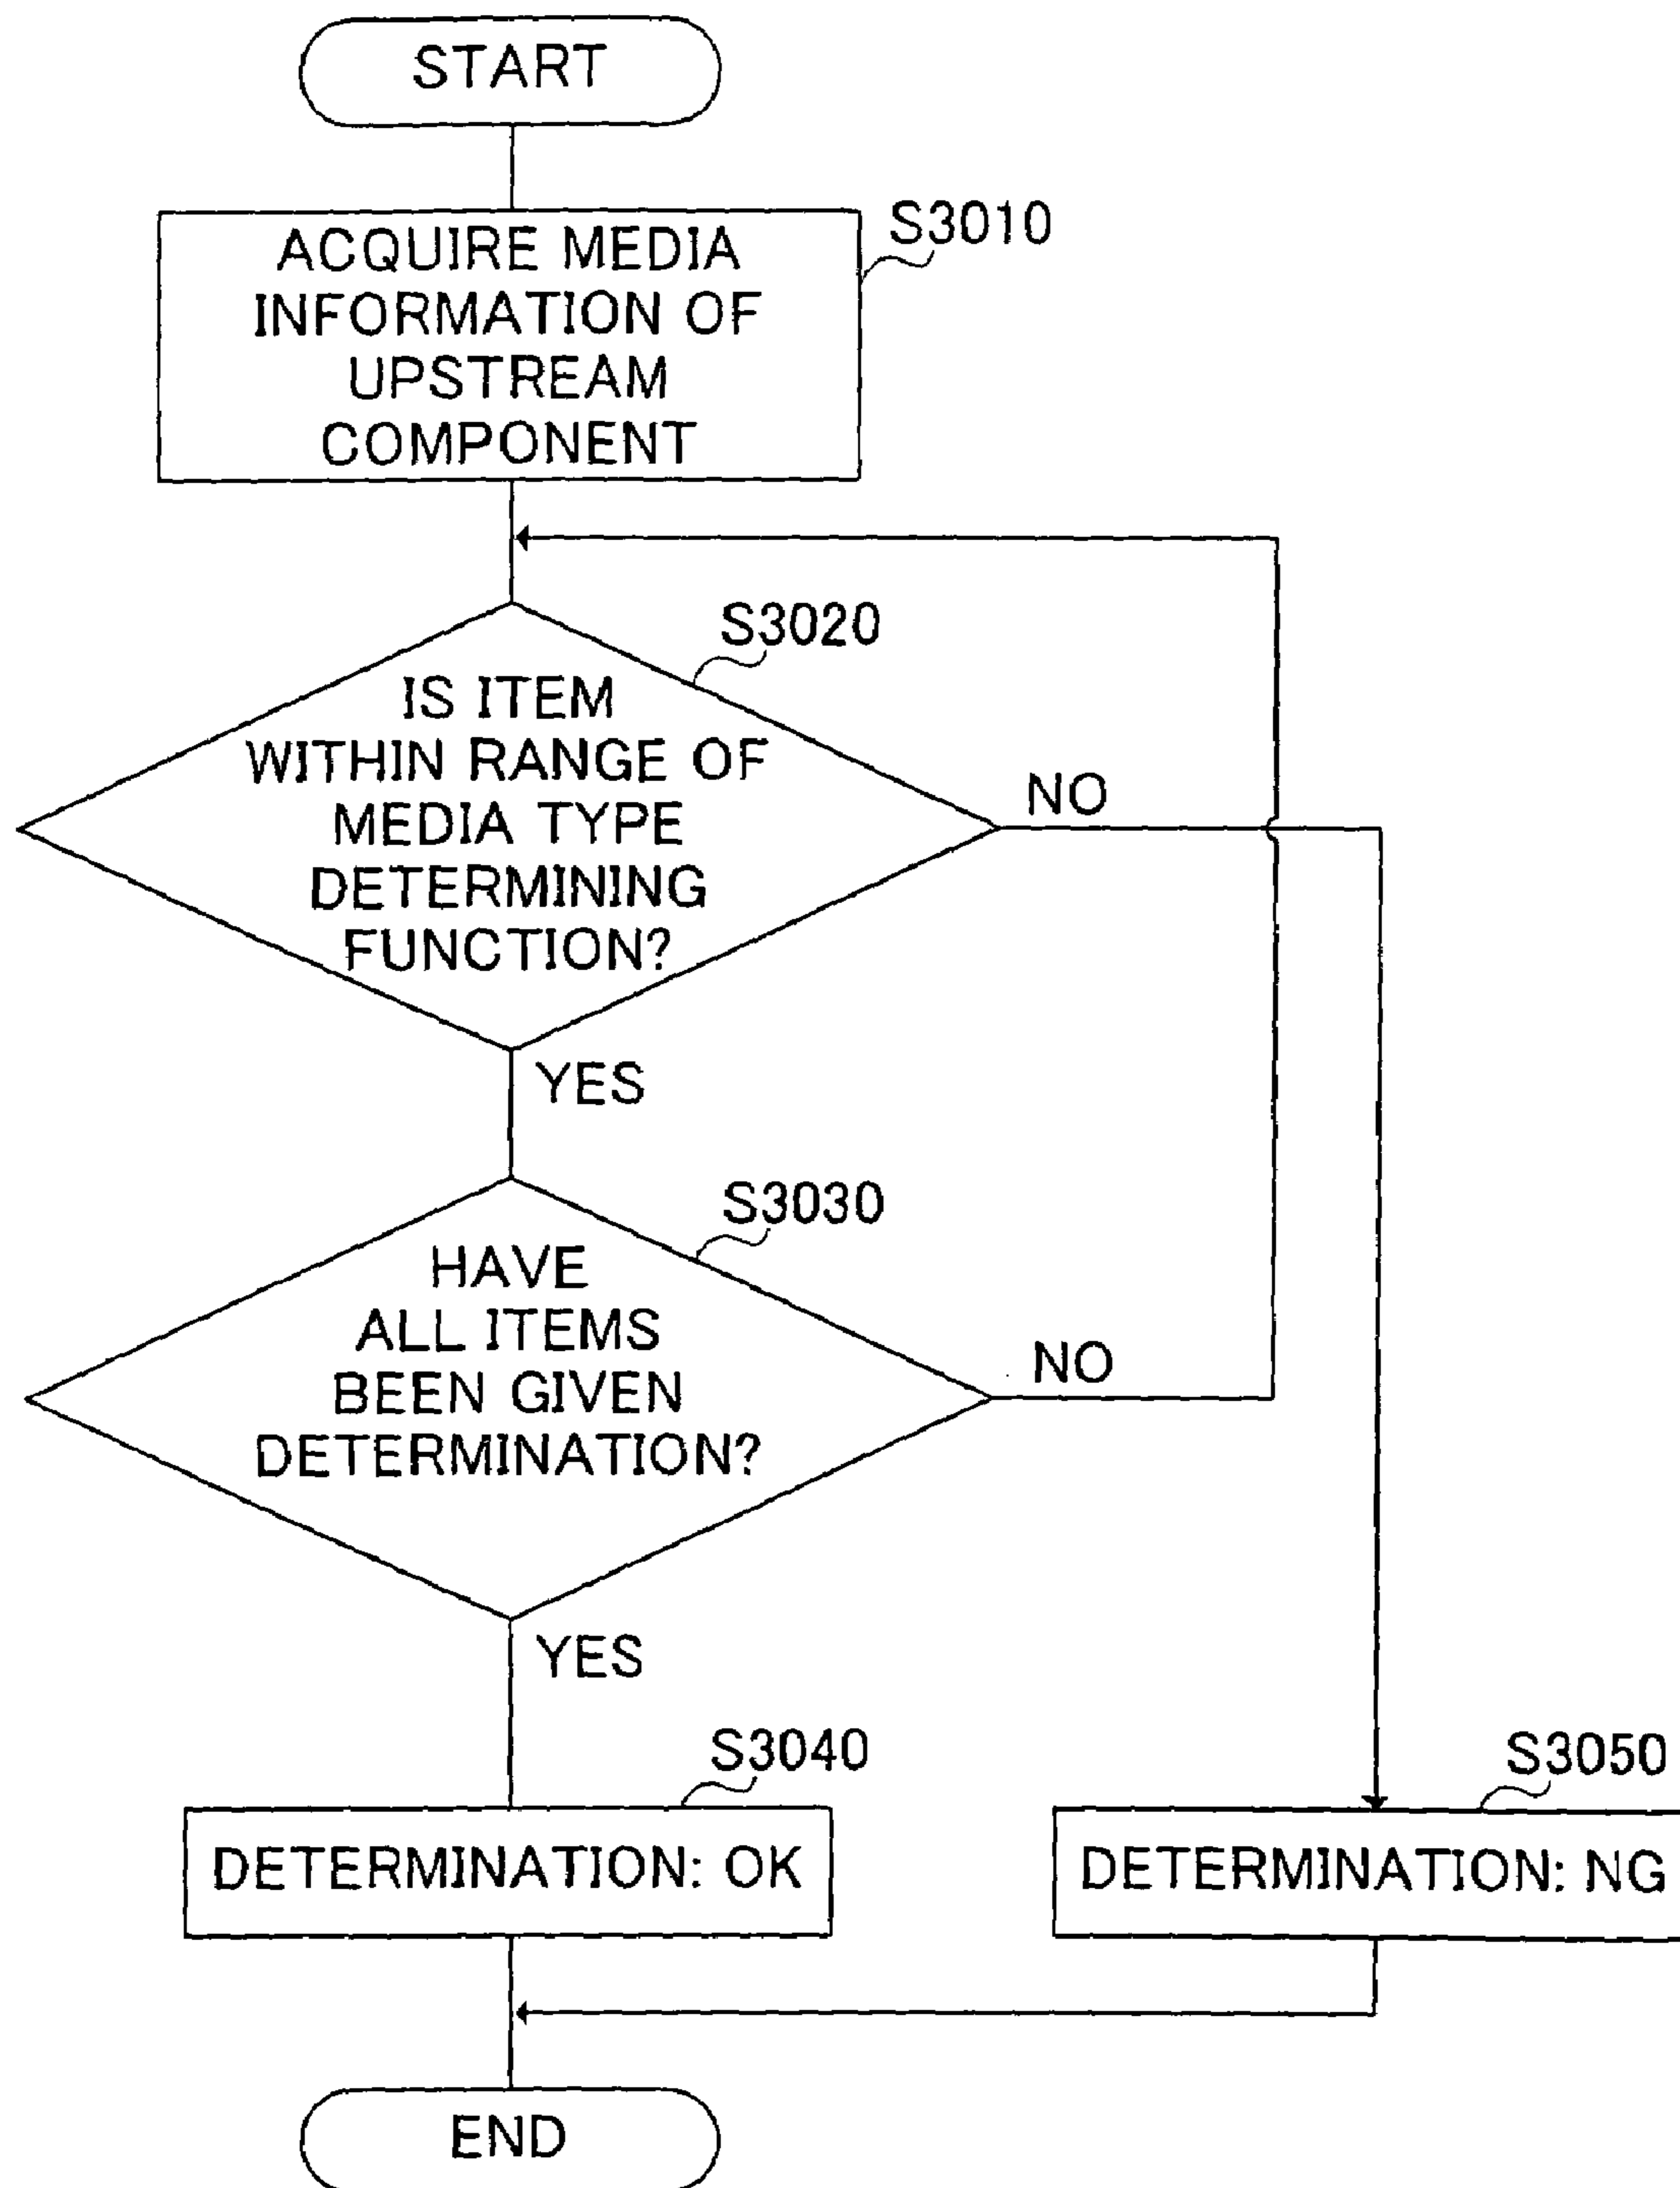 START
S3010
ACQUIRE MEDIA
INFORMATION OF
UPSTREAM
COMPONENT
S3020
IS ITEM
WITHIN RANGE OF
MEDIA TYPE
DETERMINING
FUNCTION?
NO
YES
S3030
HAVE
ALL ITEMS
BEEN GIVEN
DETERMINATION?
NO
YES
S3040
DETERMINATION: OK
S3050
DETERMINATION: NG
END